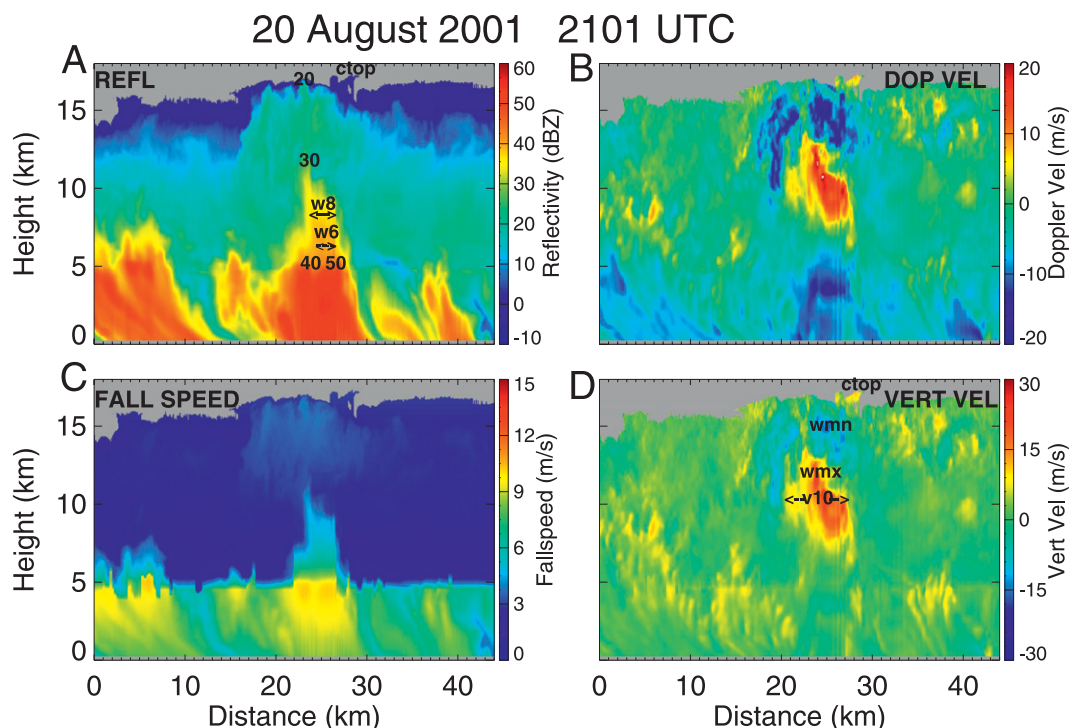 20 August 2001 2101 UTC
A
REFL
20
ctop
30
w8
w6
40 50
15
10
5
0
Height (km)
60
50
40
30
20
10
0
-10
Reflectivity (dBZ)
B
DOP VEL
20
10
0
-10
-20
Doppler Vel (m/s)
C
FALL SPEED
15
10
5
0
Height (km)
0 10 20 30 40
Distance (km)
15
12
9
6
3
0
Fallspeed (m/s)
D
ctop
VERT VEL
wmn
wmx
v10
0 10 20 30 40
Distance (km)
30
15
0
-15
-30
Vert Vel (m/s)